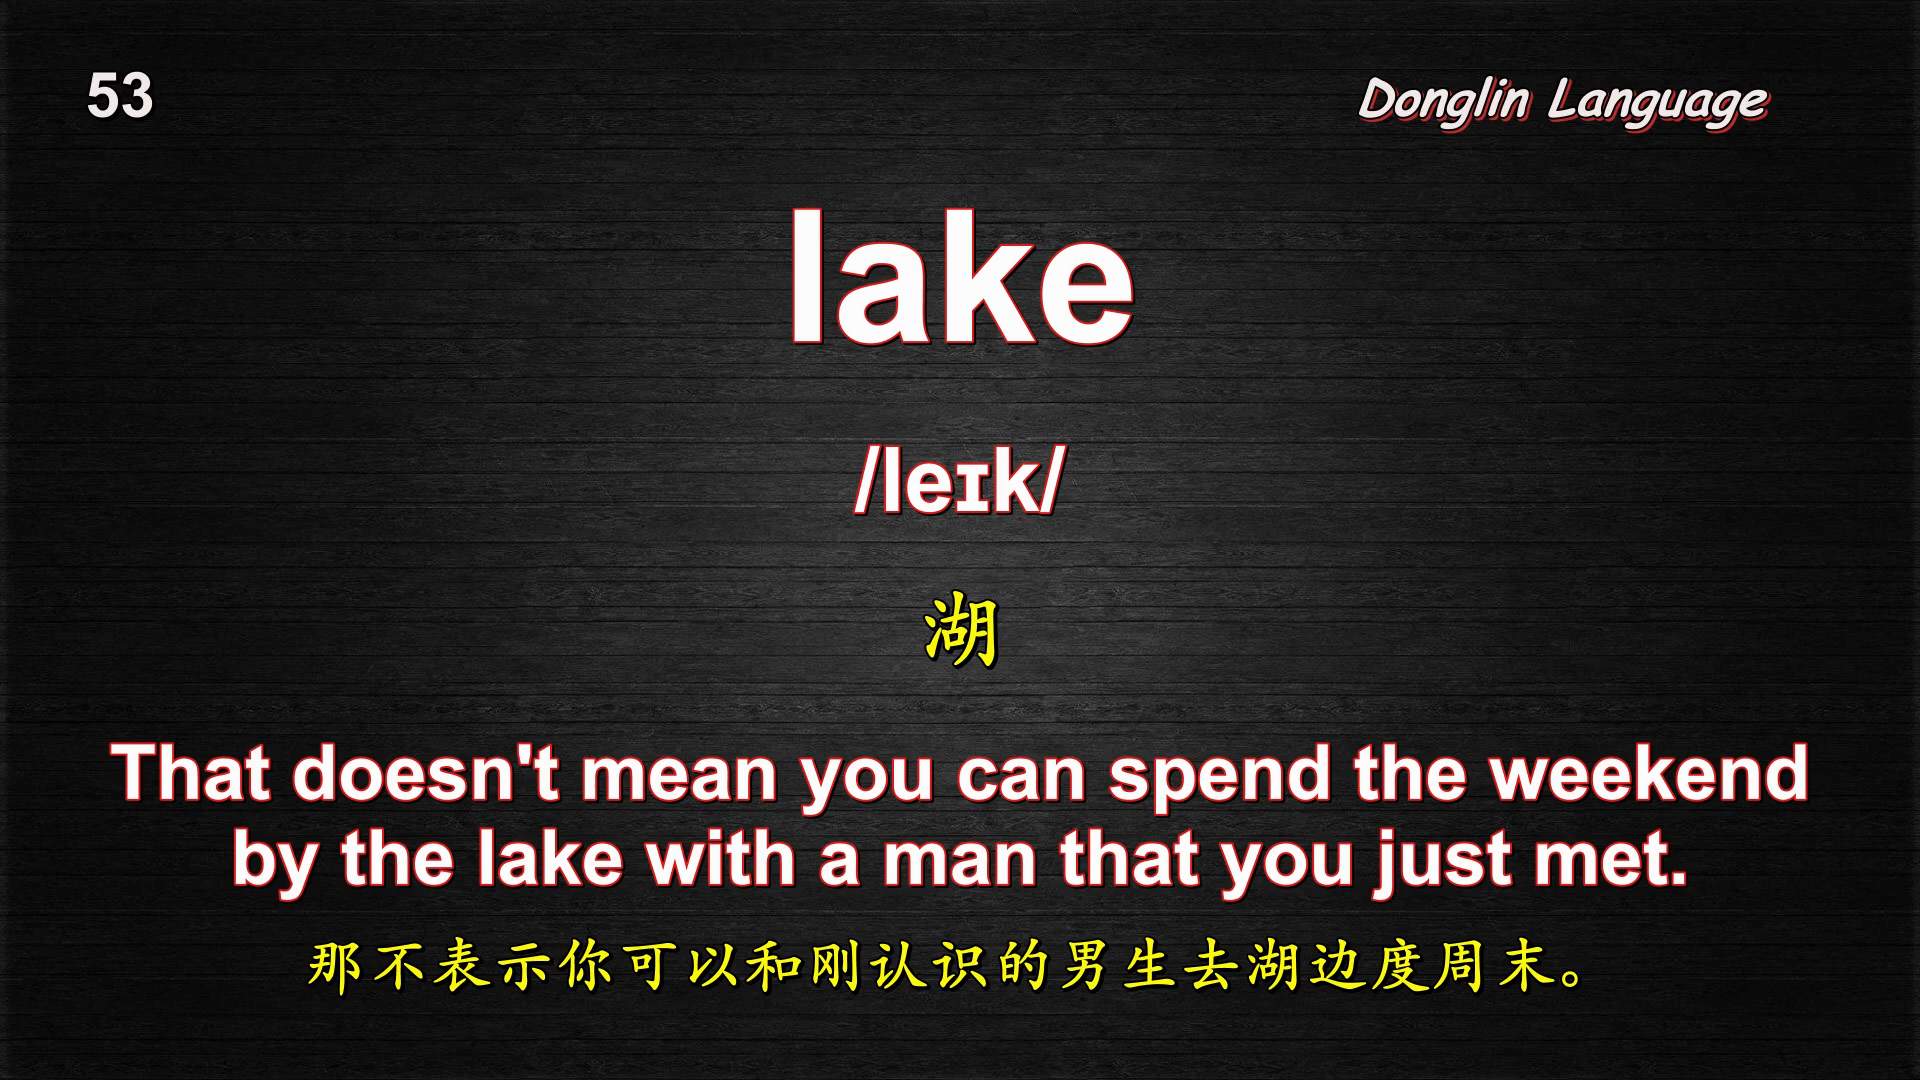 53
Donglin Language
lake
/leɪk/
湖
That doesn't mean you can spend the weekend
by the lake with a man that you just met.
那不表示你可以和刚认识的男生去湖边度周末。